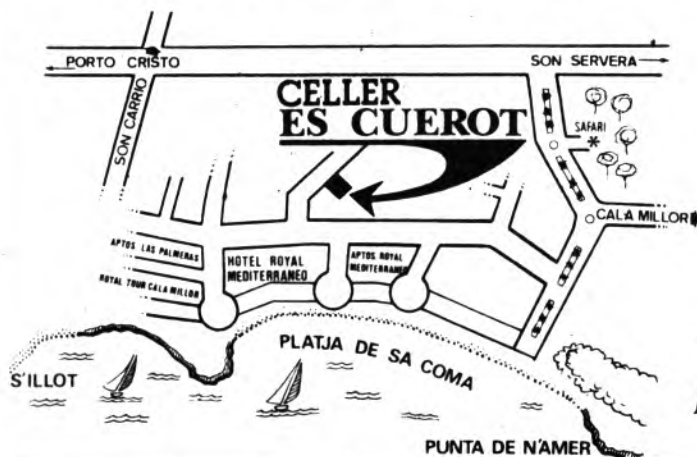 PORTO CRISTO
SON SERVERA
SON CARRIO
CELLER
ES CUEROT
SAFARI
CALA MILLOR
APTOS LAS PALMERAS
ROYAL TOUR CALA MILLOR
HOTEL ROYAL
MEDITERRANEO
APTOS ROYAL
MEDITERRANEO
PLATJA DE SA COMA
S'ILLOT
PUNTA DE N'AMER